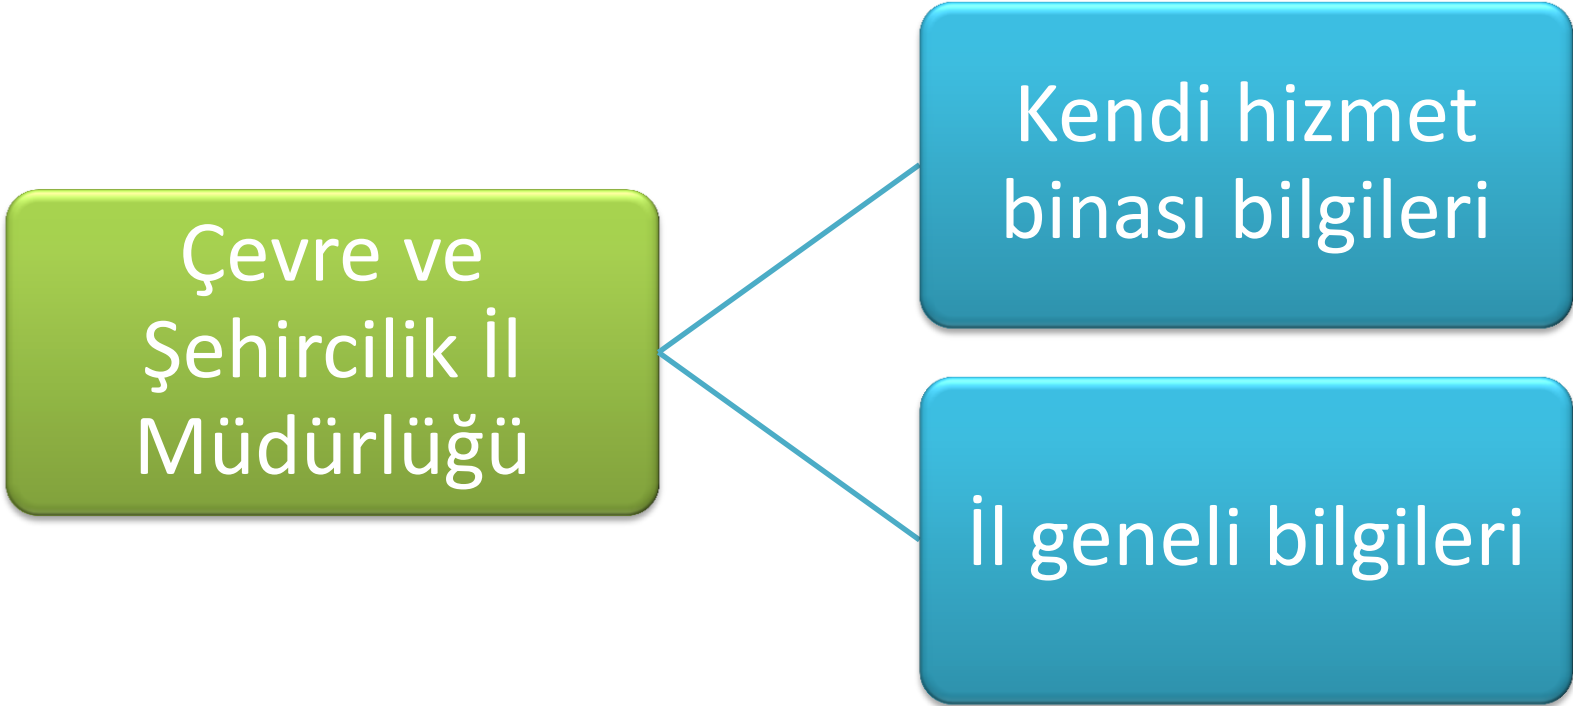 Çevre ve
Şehircilik İl
Müdürlüğü
Kendi hizmet
binası bilgileri
İl geneli bilgileri